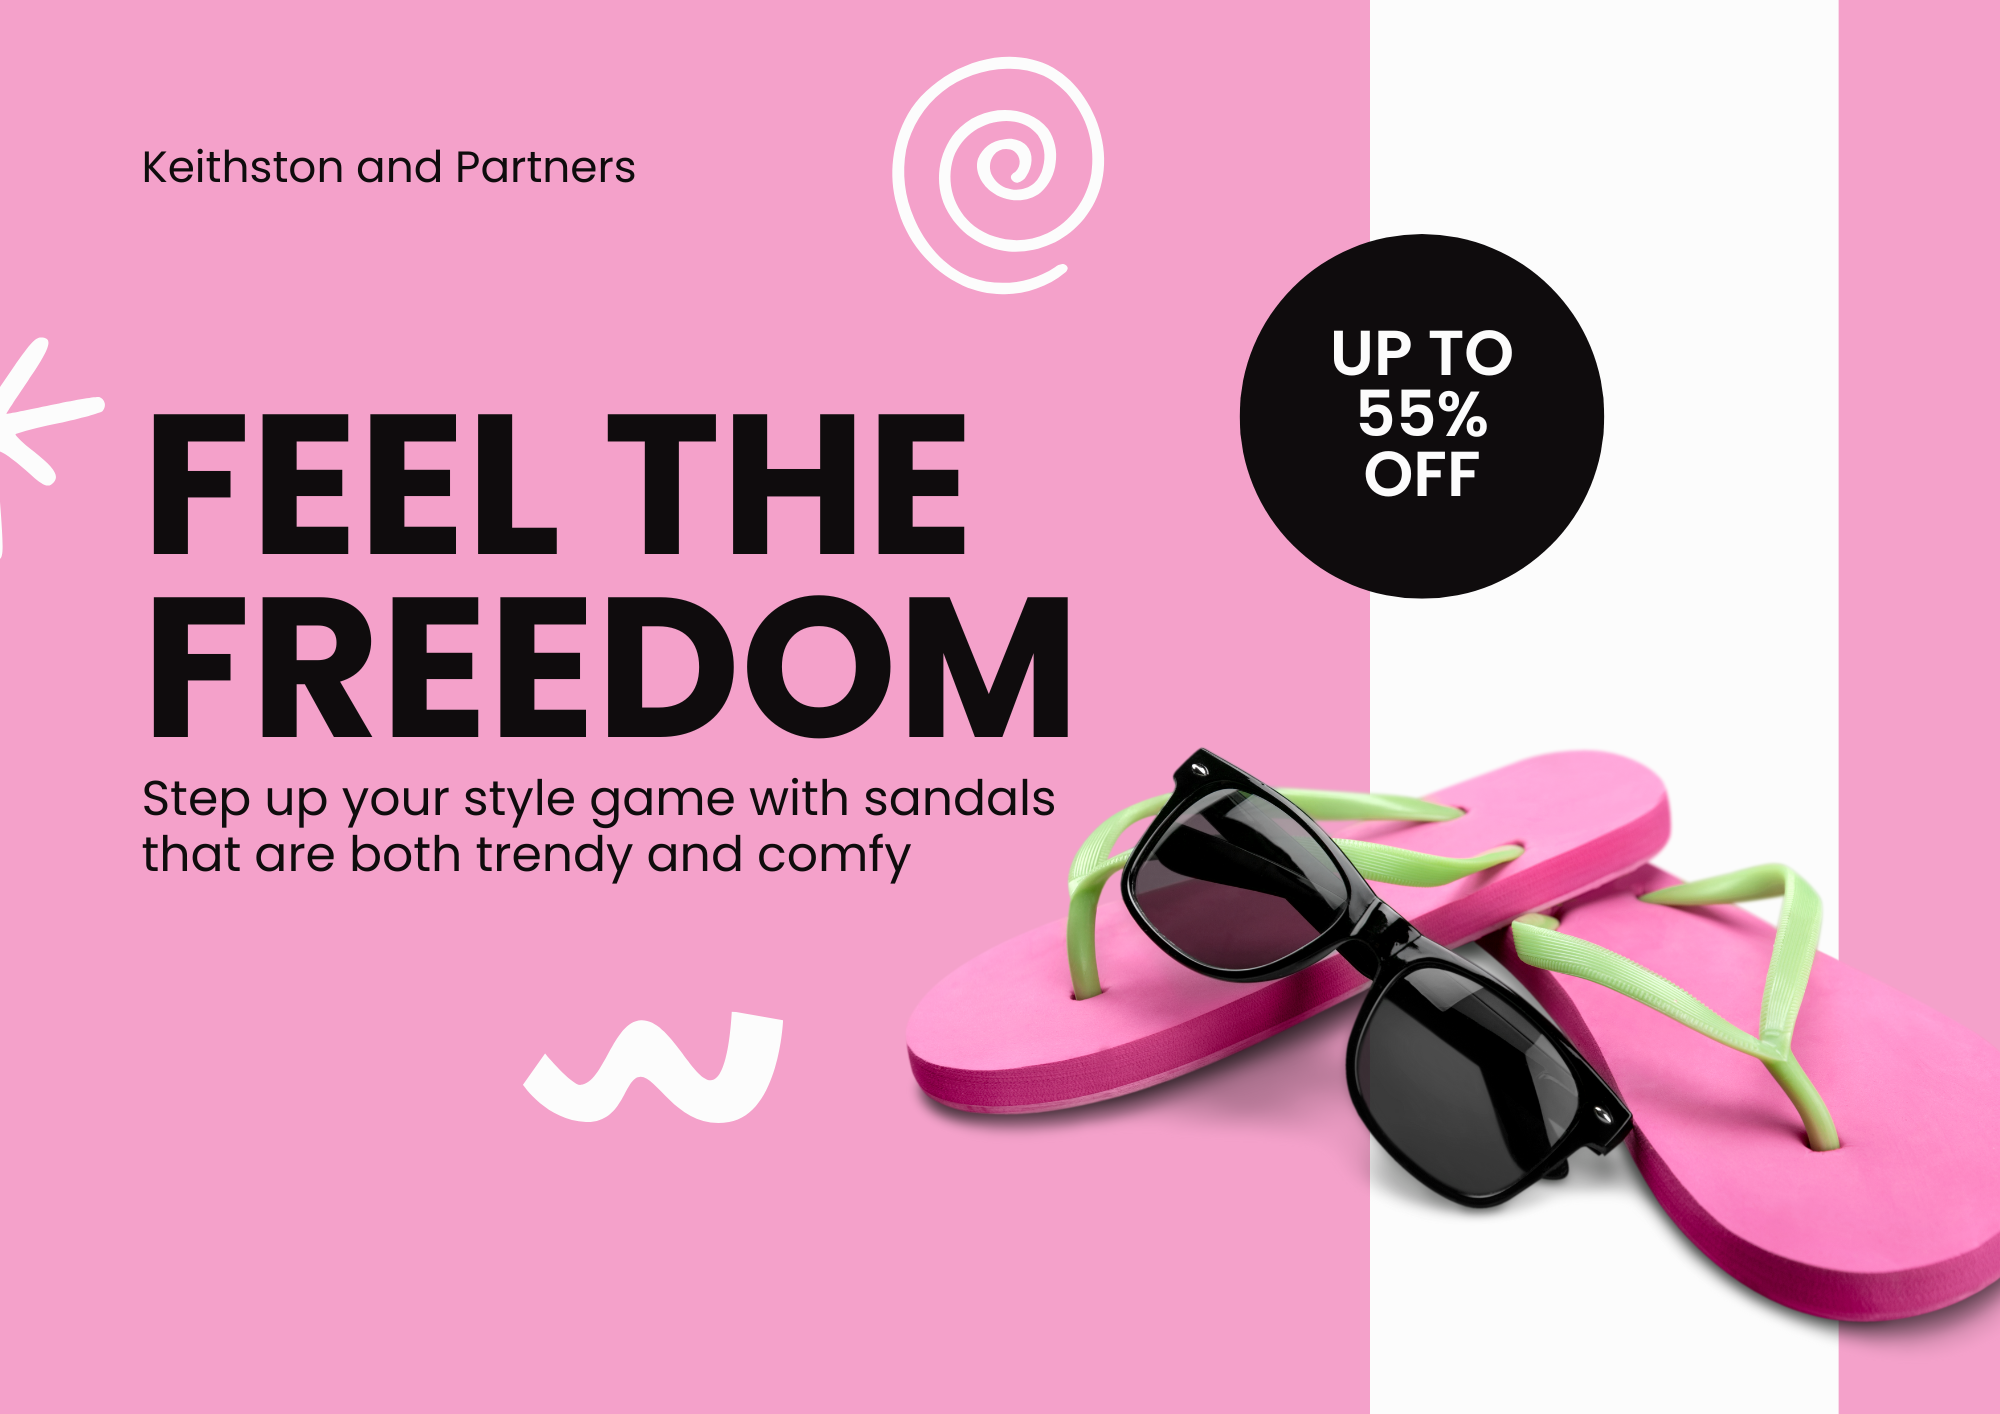 Keithston and Partners
UP TO
55%
OFF
FEEL THE
FREEDOM
Step up your style game with sandals
that are both trendy and comfy